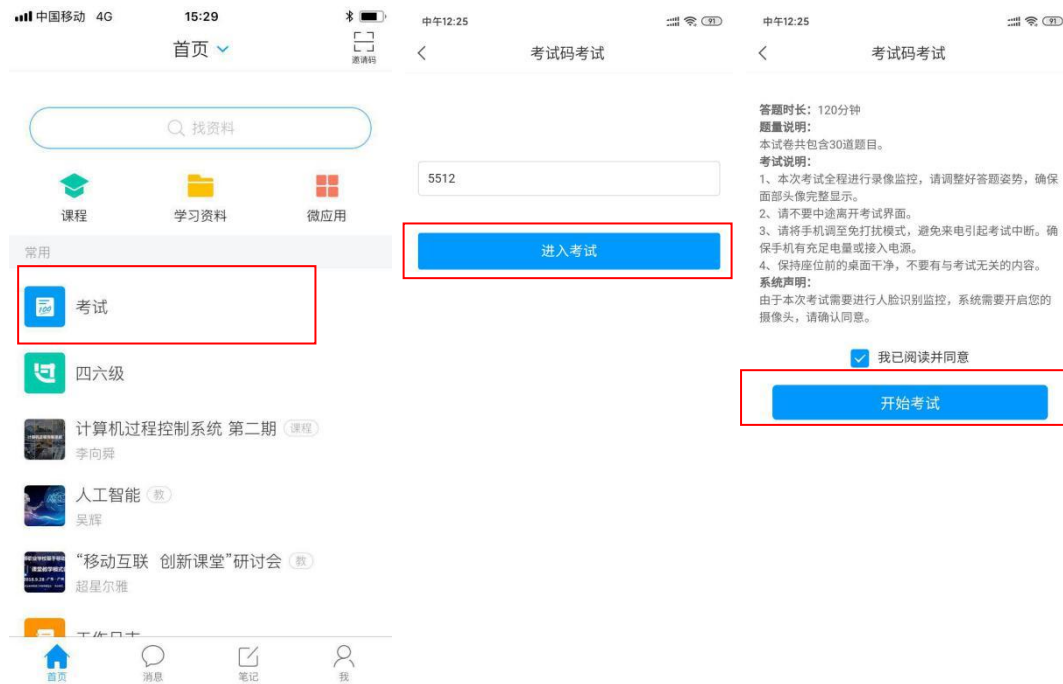 中国移动 4G
15:29
首页
邀请码
找资料
课程
学习资料
微应用
常用
100
考试
四六级
计算机过程控制系统 第二期 课程
李向舜
人工智能 教
吴辉
“移动互联 创新课堂”研讨会 教
超星尔雅
工作日志
首页
消息
笔记
我
中午12:25
91
考试码考试
5512
进入考试
中午12:25
91
考试码考试
答题时长：120分钟
题量说明：
本试卷共包含30道题目。
考试说明：
1、本次考试全程进行录像监控，请调整好答题姿势，确保
面部头像完整显示。
2、请不要中途离开考试界面。
3、请将手机调至免打扰模式，避免来电引起考试中断。确
保手机有充足电量或接入电源。
4、保持座位前的桌面干净，不要有与考试无关的内容。
系统声明：
由于本次考试需要进行人脸识别监控，系统需要开启您的
摄像头，请确认同意。
我已阅读并同意
开始考试